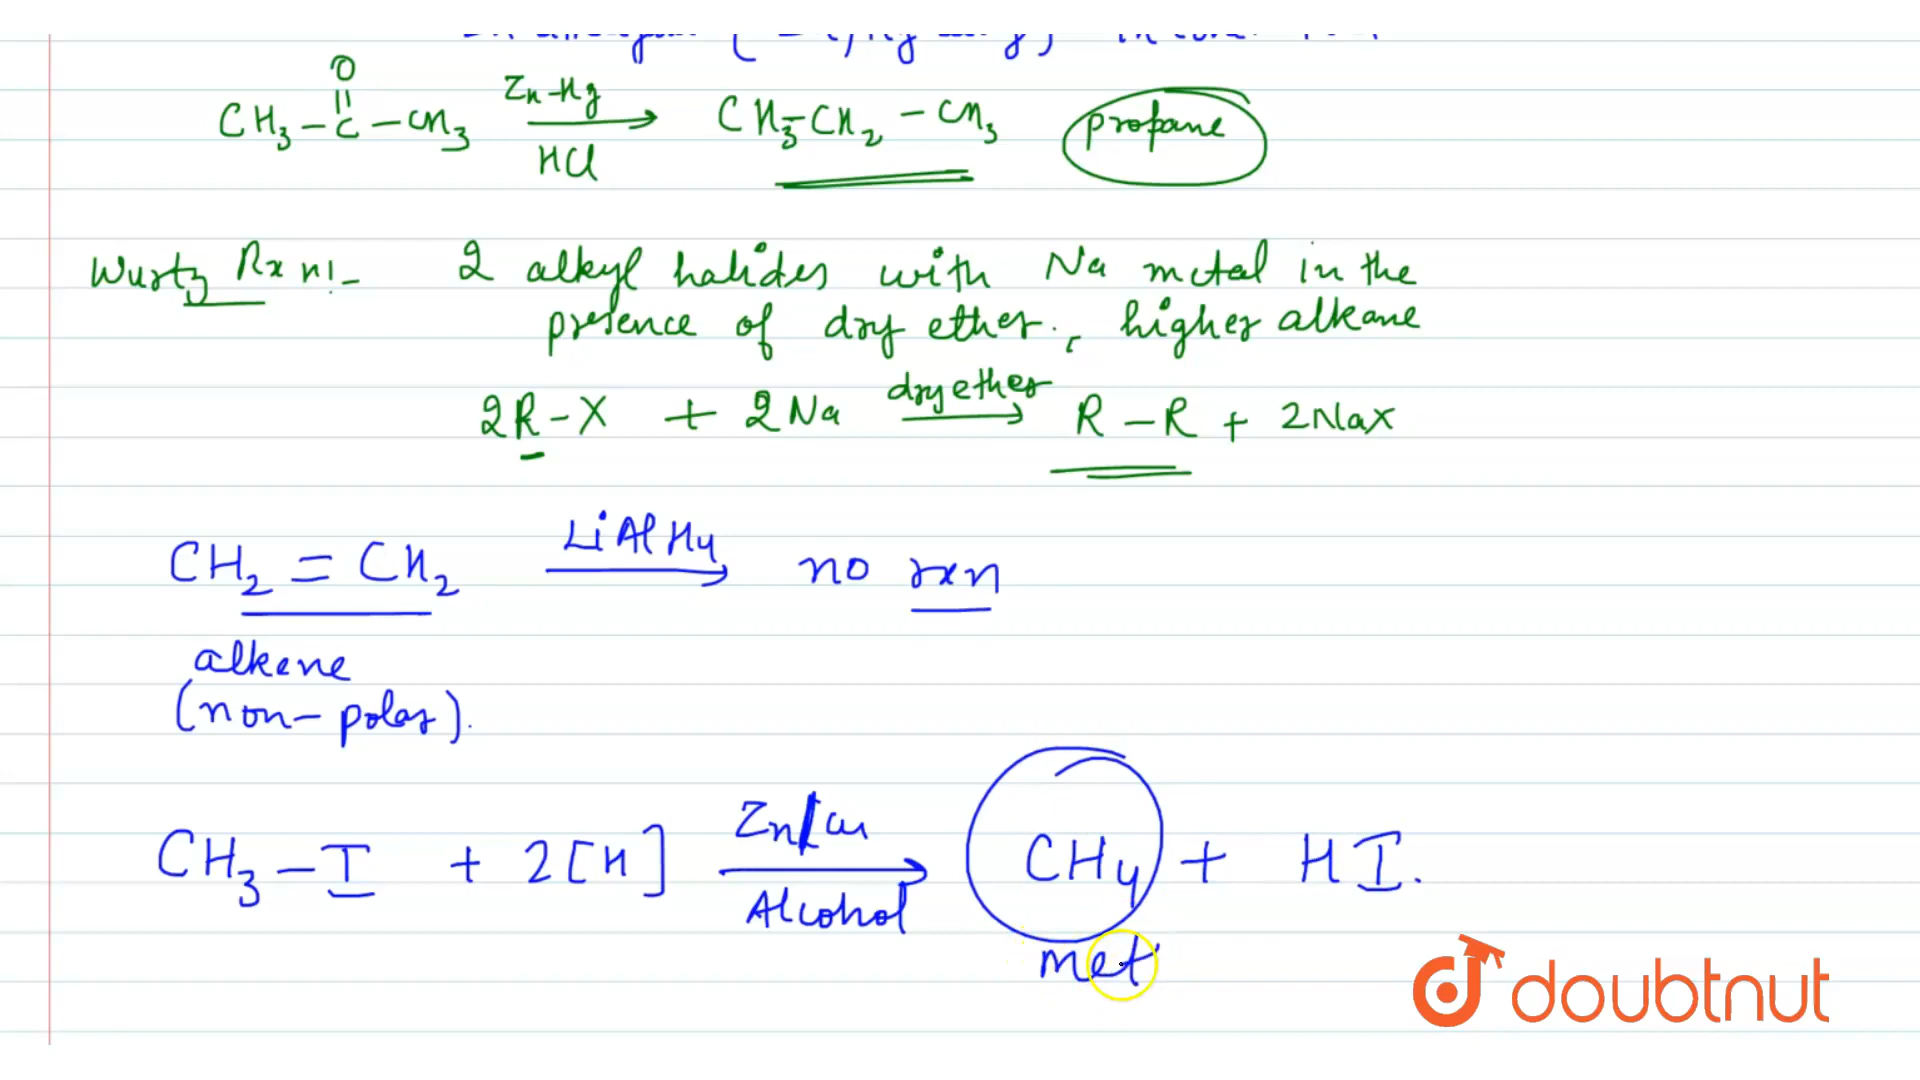 O
CH3-C-CH3 Zn-Hg CH3-CH2-CH3 propane
HCl
Wurtz Rxn:- 2 alkyl halides with Na metal in the
presence of dry ether, higher alkane
2R-X + 2Na dry ether R-R + 2NaX
CH2=CH2 LiAlH4 no rxn
alkene
(non-polar).
CH3-I + 2[H] Zn/Cu CH4 + HI.
Alcohol
met
doubtnut